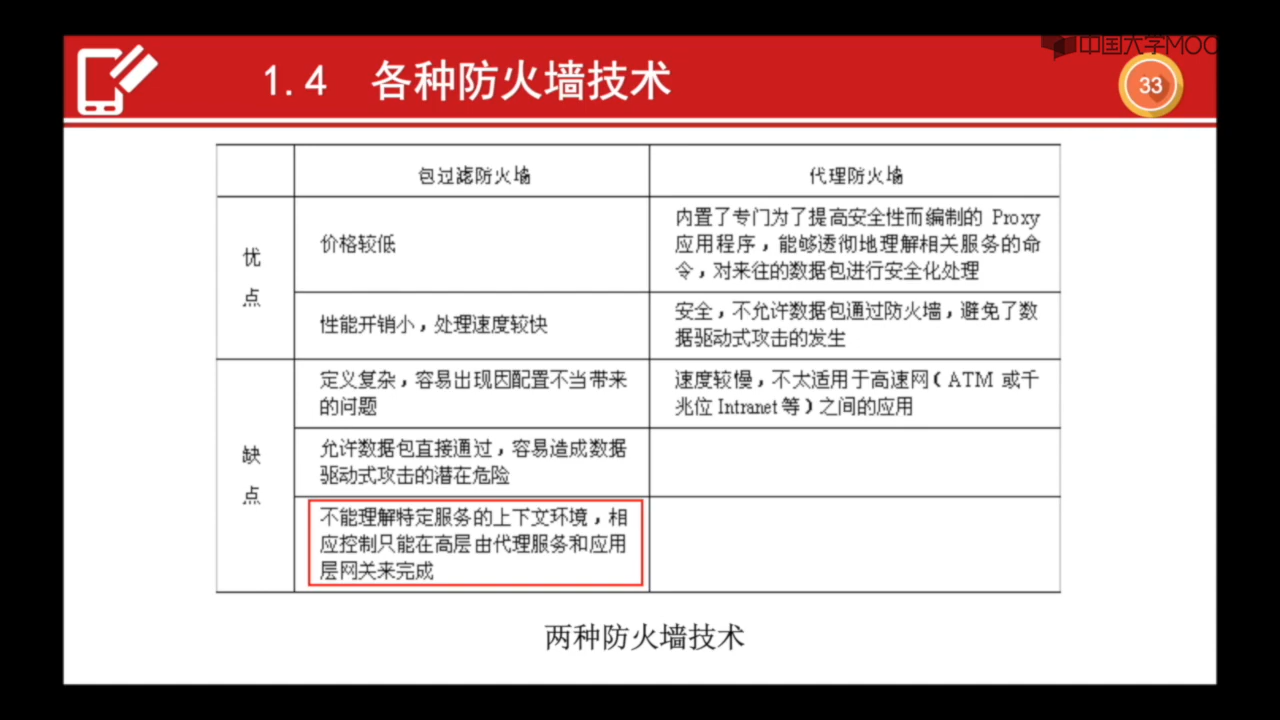 中国大学MOO
1.4 各种防火墙技术
33
包过滤防火墙
代理防火墙
优
点
价格较低
内置了专门为了提高安全性而编制的 Proxy
应用程序，能够透彻地理解相关服务的命
令，对来往的数据包进行安全化处理
性能开销小，处理速度较快
安全，不允许数据包通过防火墙，避免了数
据驱动式攻击的发生
缺
点
定义复杂，容易出现因配置不当带来
的问题
速度较慢，不太适用于高速网（ATM 或千
兆位 Intranet 等）之间的应用
允许数据包直接通过，容易造成数据
驱动式攻击的潜在危险
不能理解特定服务的上下文环境，相
应控制只能在高层由代理服务和应用
层网关来完成
两种防火墙技术